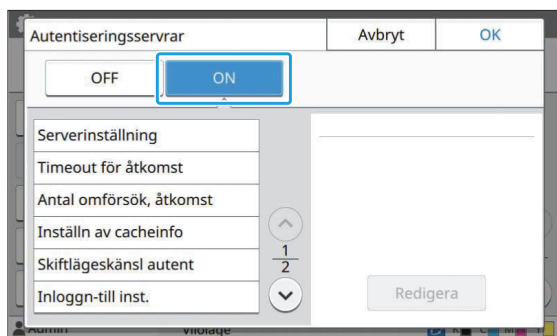 Autentiseringsservrar
Avbryt
OK
OFF
ON
Serverinställning
Timeout för åtkomst
Antal omförsök, åtkomst
Inställn av cacheinfo
Skiftlägeskänsl autent
Inloggn-till inst.
1
2
Redigera
Admin
Viloläge